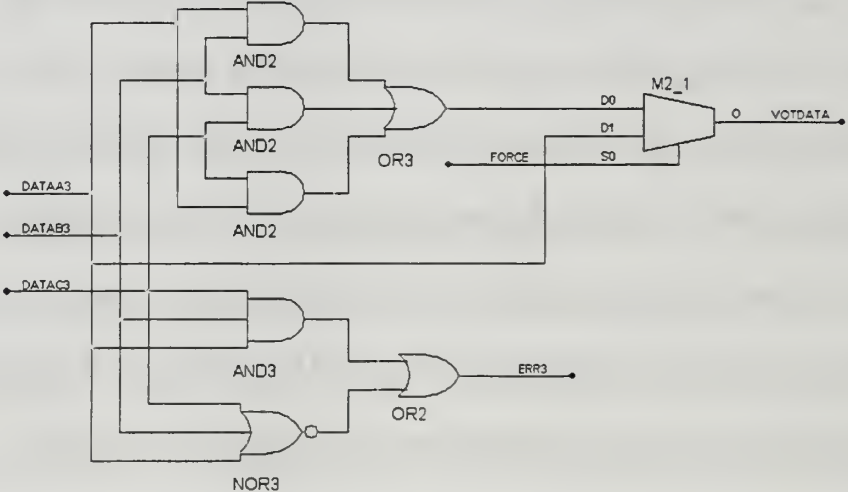 AND2
M2_1
AND2
D0
O
VOTDATA
D1
OR3
FORCE
S0
DATAA3
AND2
DATAB3
DATAC3
AND3
ERR3
OR2
NOR3